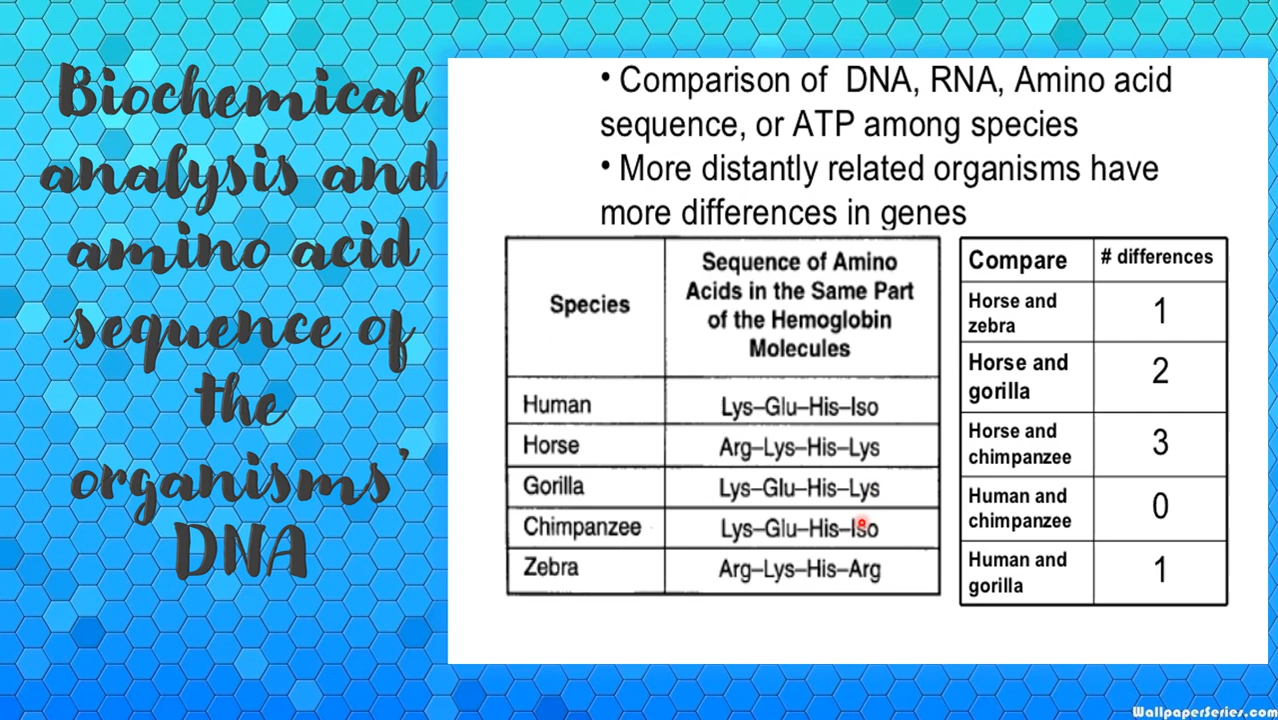 Biochemical
analysis and
amino acid
sequence of
the
organisms'
DNA
• Comparison of DNA, RNA, Amino acid
sequence, or ATP among species
• More distantly related organisms have
more differences in genes
Species
Sequence of Amino
Acids in the Same Part
of the Hemoglobin
Molecules
Human Lys–Glu–His–Iso
Horse Arg–Lys–His–Lys
Gorilla Lys–Glu–His–Lys
Chimpanzee Lys–Glu–His–Iso
Zebra Arg–Lys–His–Arg
Compare # differences
Horse and
zebra
1
Horse and
gorilla
2
Horse and
chimpanzee
3
Human and
chimpanzee
0
Human and
gorilla
1
WallpaperSeries.com